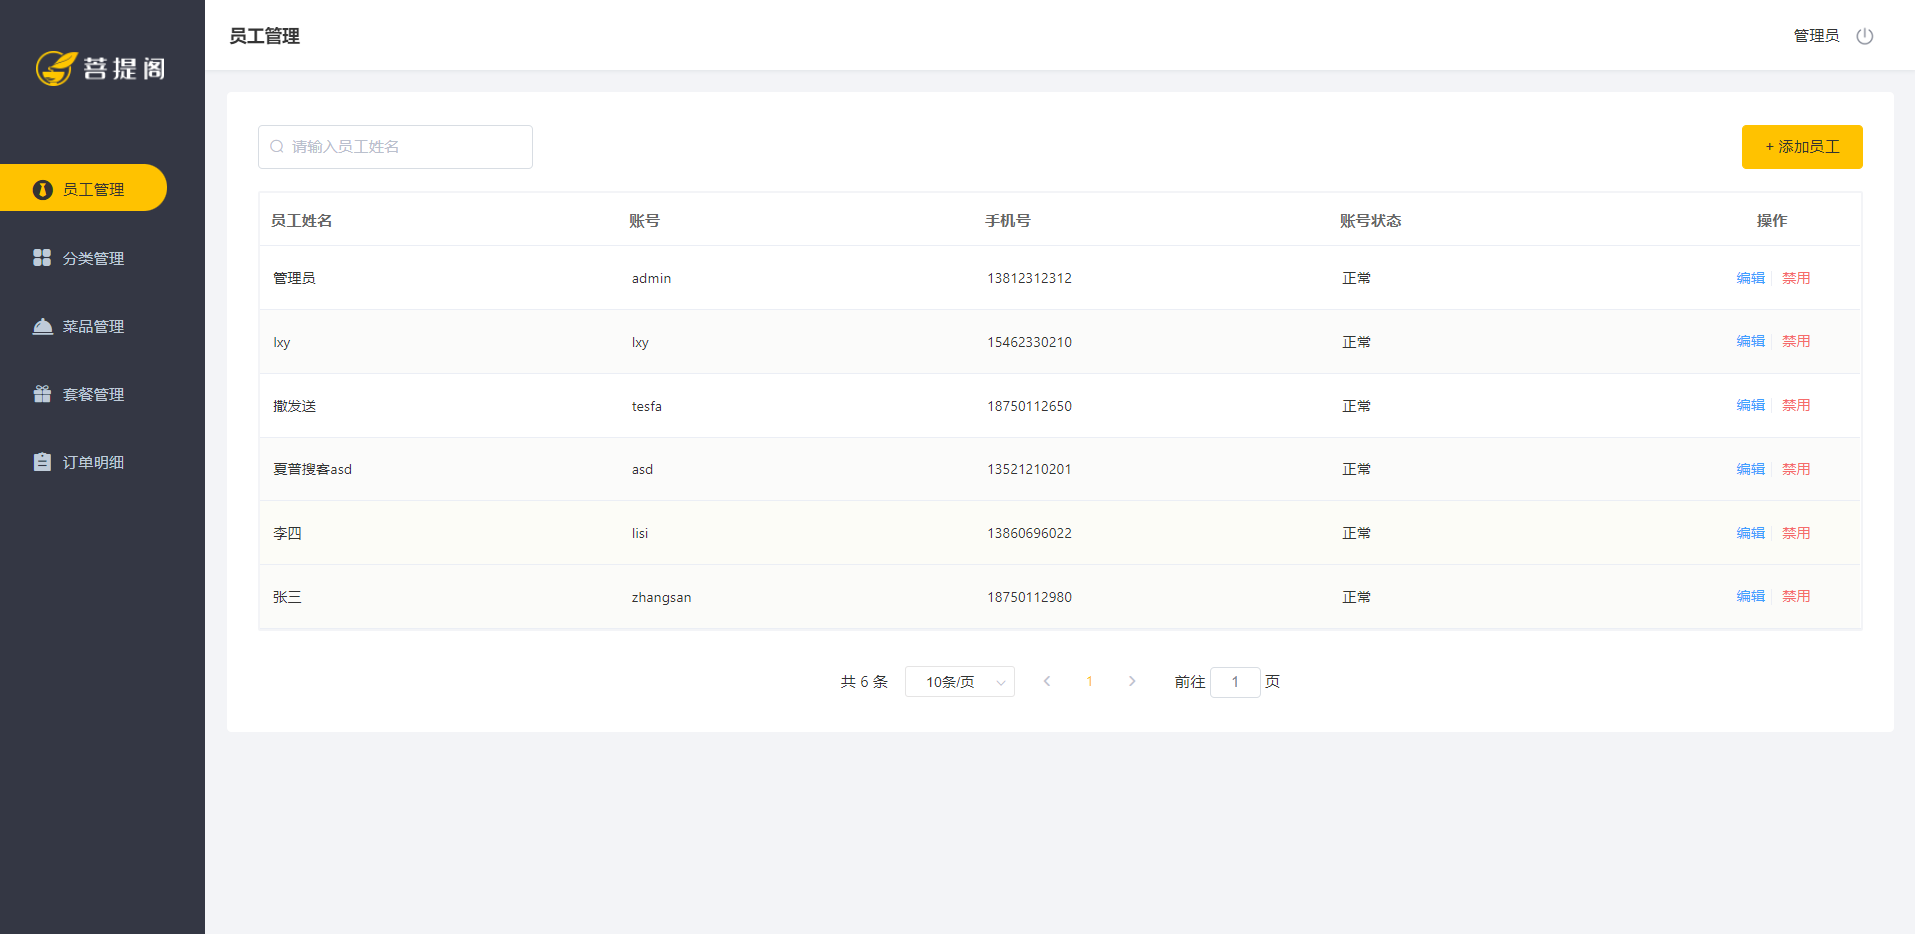 菩提阁
员工管理
分类管理
菜品管理
套餐管理
订单明细
员工管理
管理员
请输入员工姓名
+ 添加员工
员工姓名 账号 手机号 账号状态 操作
管理员 admin 13812312312 正常 编辑 禁用
lxy lxy 15462330210 正常 编辑 禁用
撒发送 tesfa 18750112650 正常 编辑 禁用
夏普搜客asd asd 13521210201 正常 编辑 禁用
李四 lisi 13860696022 正常 编辑 禁用
张三 zhangsan 18750112980 正常 编辑 禁用
共 6 条 10条/页 1 前往 1 页